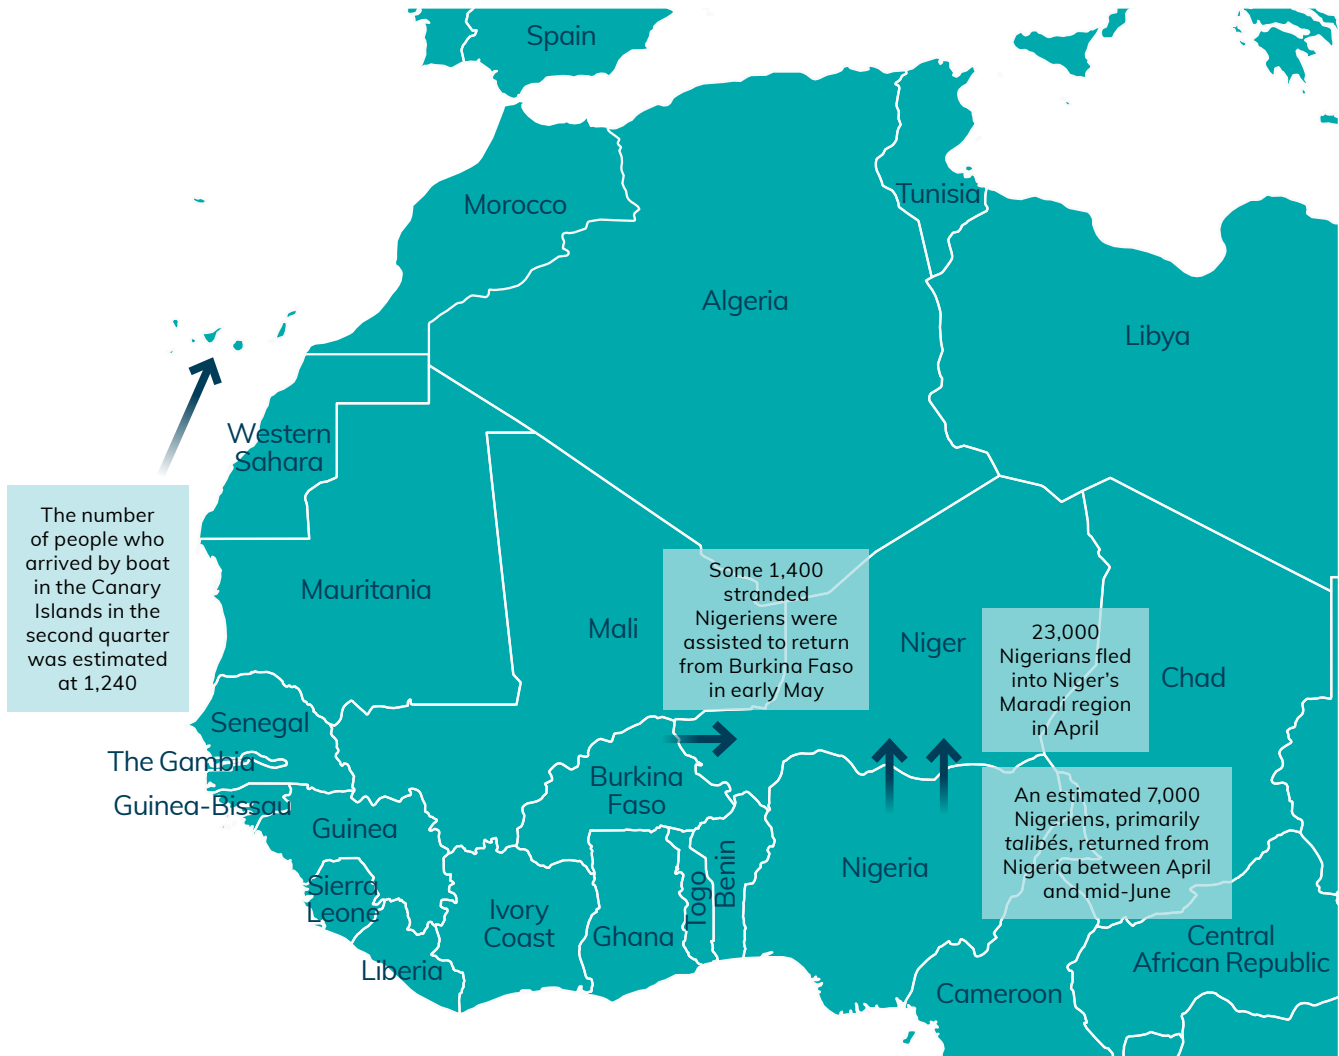 Spain
Morocco
Tunisia
Algeria
Libya
Western
Sahara
The number
of people who
arrived by boat
in the Canary
Islands in the
second quarter
was estimated
at 1,240
Mauritania
Mali
Some 1,400
stranded
Nigeriens were
assisted to return
from Burkina Faso
in early May
Niger
23,000
Nigerians fled
into Niger’s
Maradi region
in April
Chad
Senegal
The Gambia
Guinea-Bissau
Guinea
Burkina
Faso
An estimated 7,000
Nigeriens, primarily
talibés, returned from
Nigeria between April
and mid-June
Sierra
Leone
Liberia
Ivory
Coast
Ghana
Togo
Benin
Nigeria
Cameroon
Central
African Republic